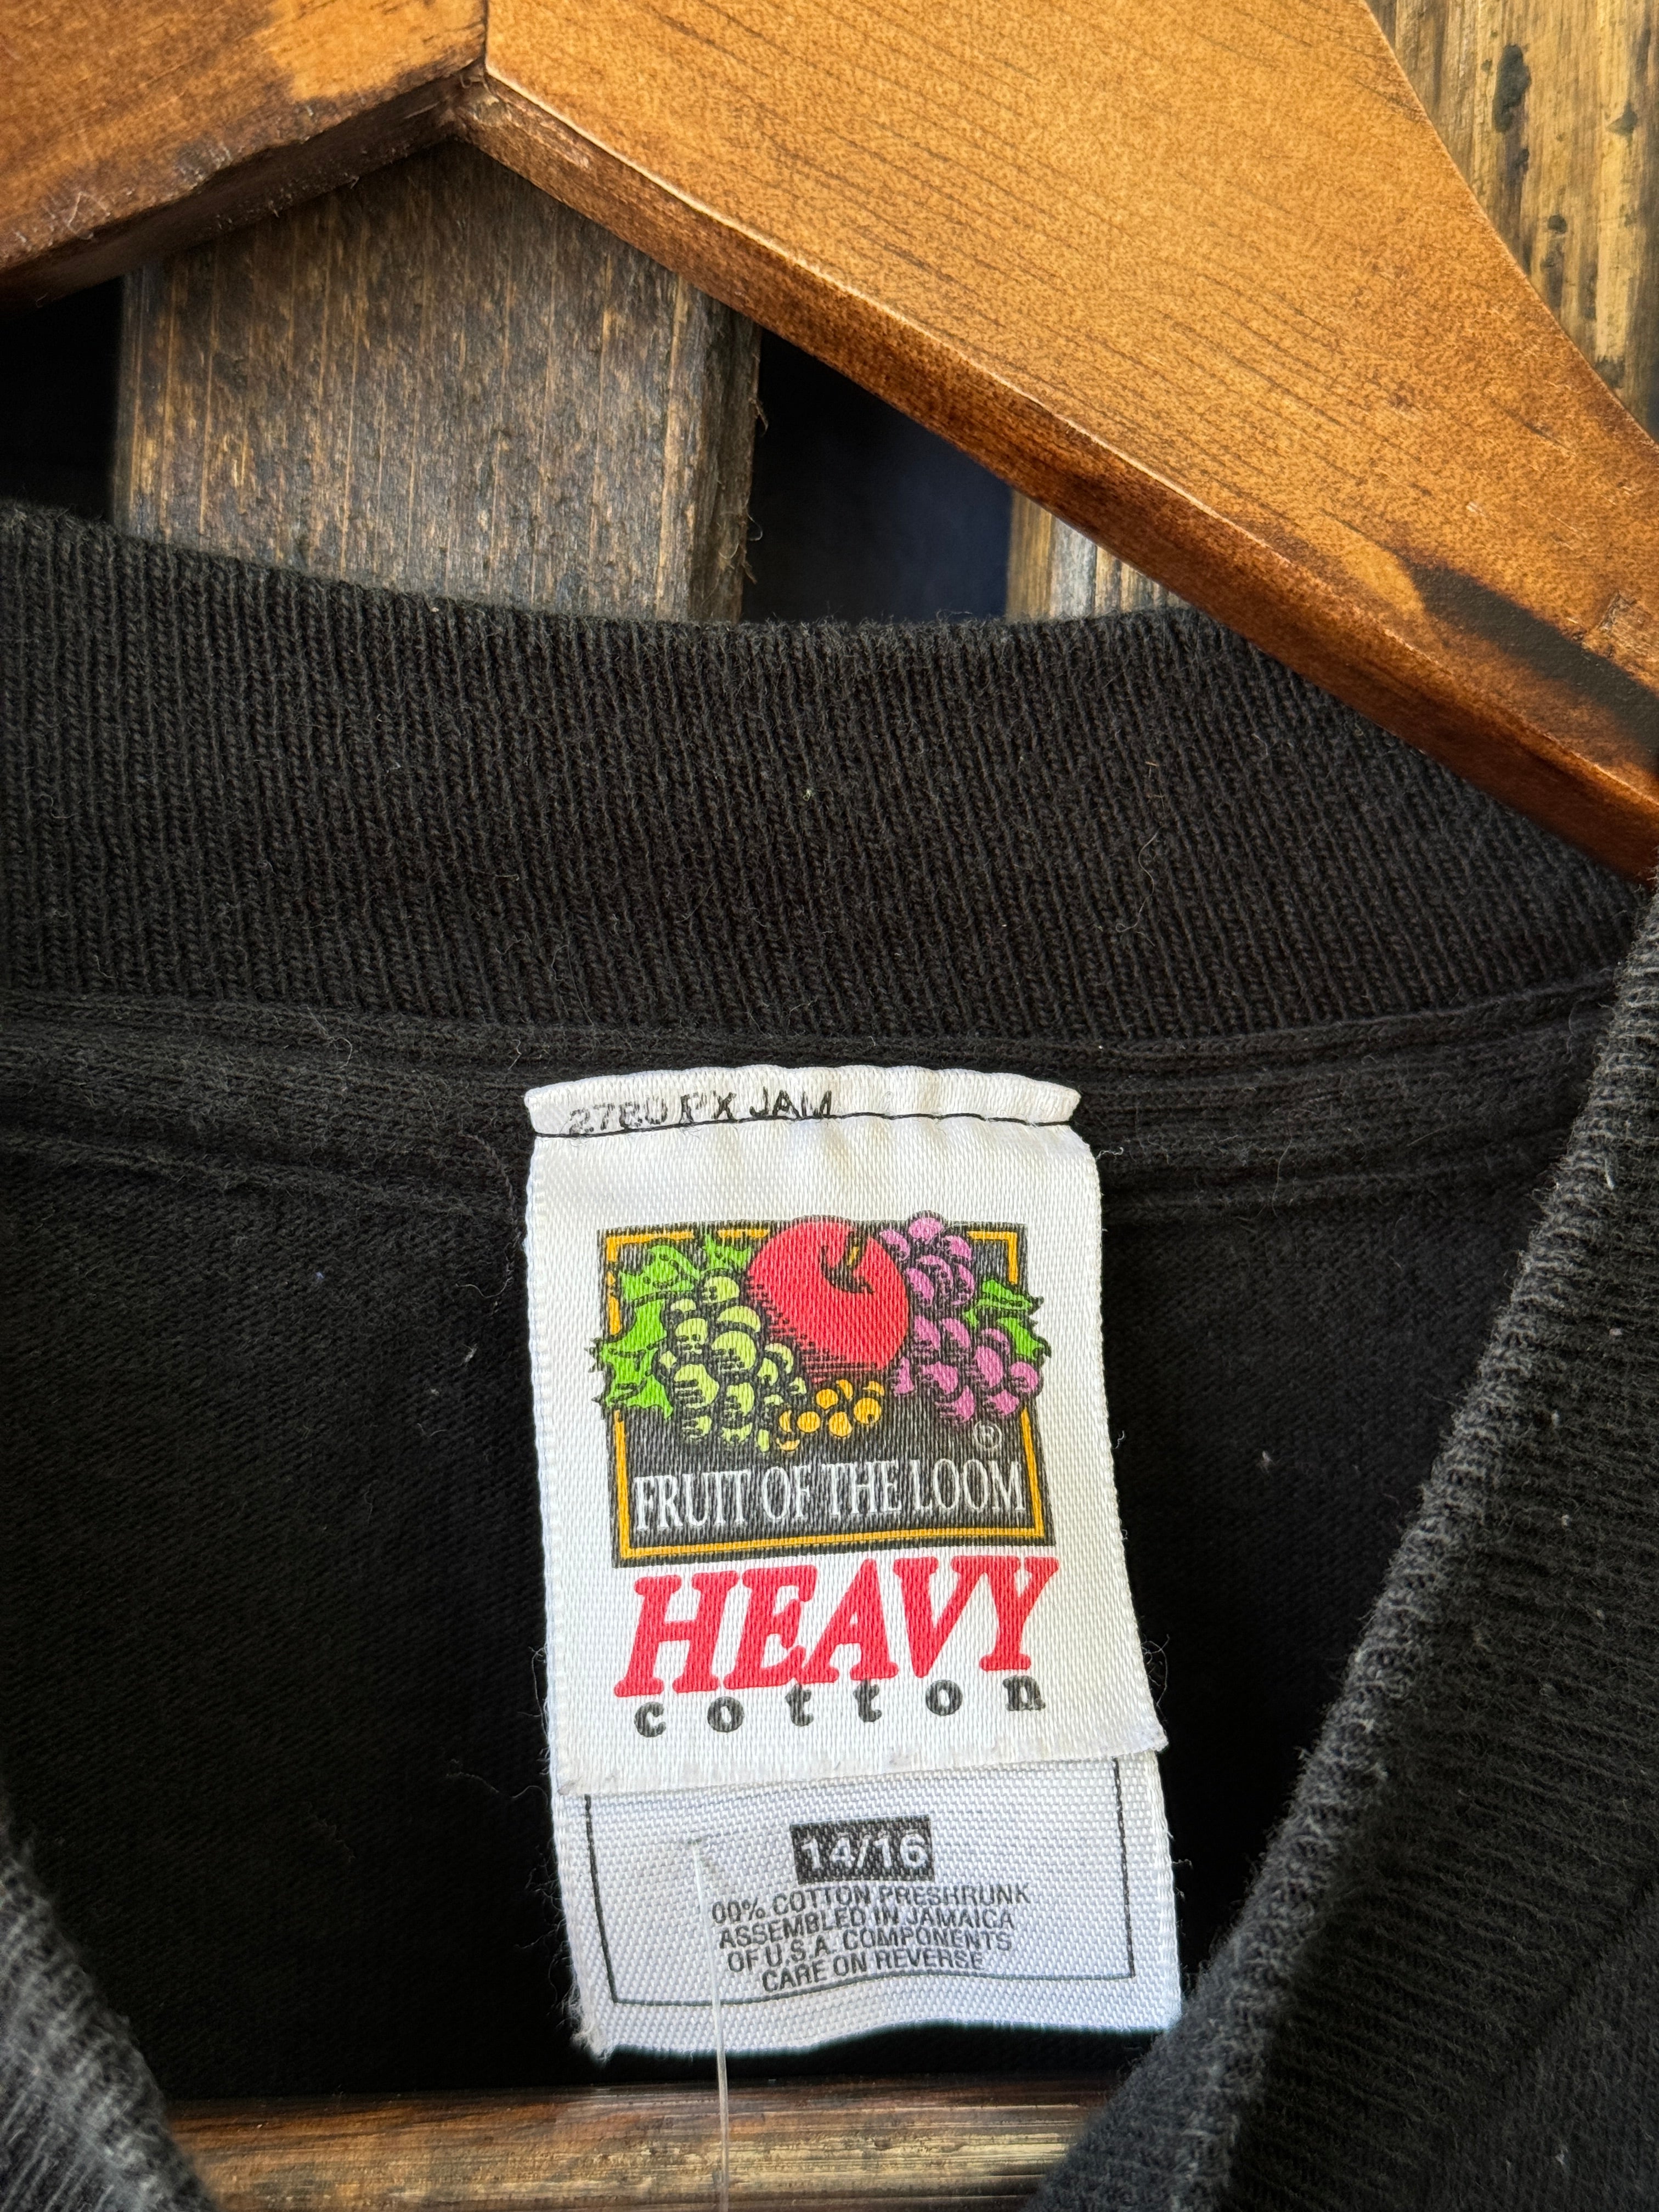 2780 PX JAM
®
FRUIT OF THE LOOM
HEAVY
cotton
14/16
00% COTTON PRESHRUNK
ASSEMBLED IN JAMAICA
OF U.S.A. COMPONENTS
CARE ON REVERSE